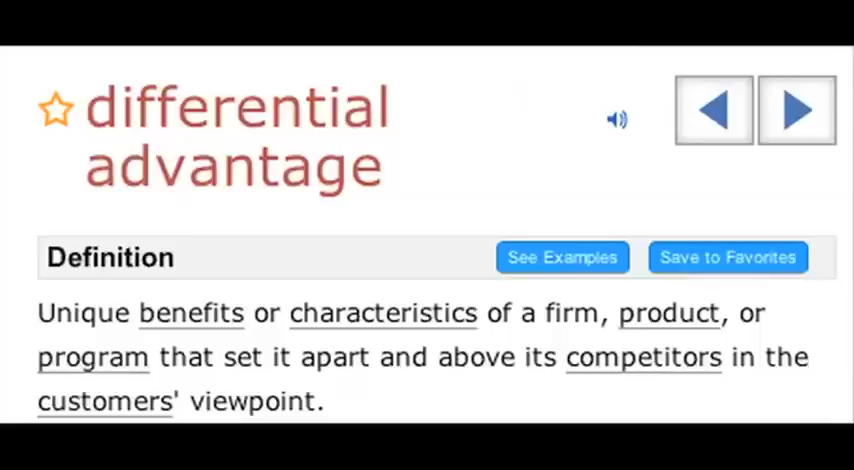 differential
advantage
Definition
See Examples
Save to Favorites
Unique benefits or characteristics of a firm, product, or
program that set it apart and above its competitors in the
customers' viewpoint.